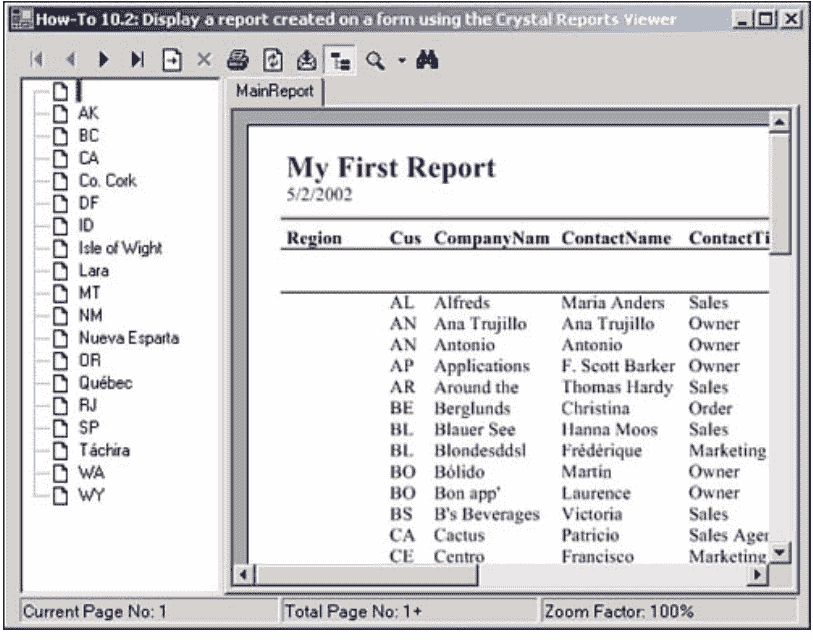 How-To 10.2: Display a report created on a form using the Crystal Reports Viewer
AK
BC
CA
Co. Cork
DF
ID
Isle of Wight
Lara
MT
NM
Nueva Esparta
OR
Québec
RJ
SP
Táchira
WA
WY
MainReport
My First Report
5/2/2002
Region Cus CompanyNam ContactName ContactTi
AL Alfreds Maria Anders Sales
AN Ana Trujillo Ana Trujillo Owner
AN Antonio Antonio Owner
AP Applications F. Scott Barker Owner
AR Around the Thomas Hardy Sales
BE Berglunds Christina Order
BL Blauer See Hanna Moos Sales
BL Blondesddsl Frédérique Marketing
BO Bólido Martín Owner
BO Bon app' Laurence Owner
BS B's Beverages Victoria Sales
CA Cactus Patricio Sales Agen
CE Centro Francisco Marketing
Current Page No: 1 Total Page No: 1+ Zoom Factor: 100%